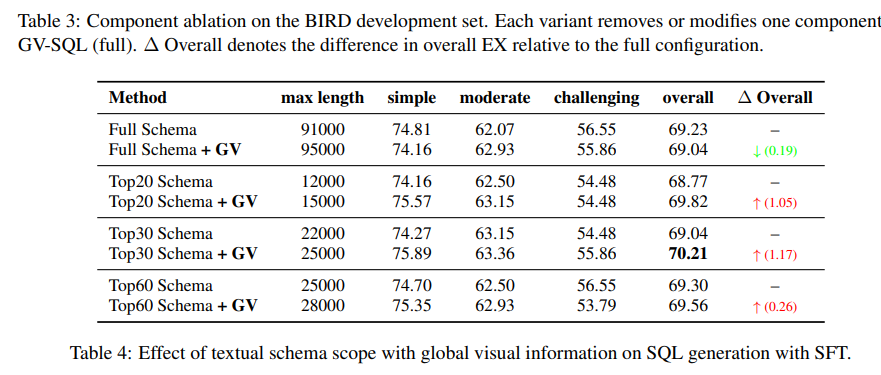 Table 3: Component ablation on the BIRD development set. Each variant removes or modifies one component
GV-SQL (full). Δ Overall denotes the difference in overall EX relative to the full configuration.
Method max length simple moderate challenging overall Δ Overall
Full Schema 91000 74.81 62.07 56.55 69.23 –
Full Schema + GV 95000 74.16 62.93 55.86 69.04 ↓ (0.19)
Top20 Schema 12000 74.16 62.50 54.48 68.77 –
Top20 Schema + GV 15000 75.57 63.15 54.48 69.82 ↑ (1.05)
Top30 Schema 22000 74.27 63.15 54.48 69.04 –
Top30 Schema + GV 25000 75.89 63.36 55.86 70.21 ↑ (1.17)
Top60 Schema 25000 74.70 62.50 56.55 69.30 –
Top60 Schema + GV 28000 75.35 62.93 53.79 69.56 ↑ (0.26)
Table 4: Effect of textual schema scope with global visual information on SQL generation with SFT.